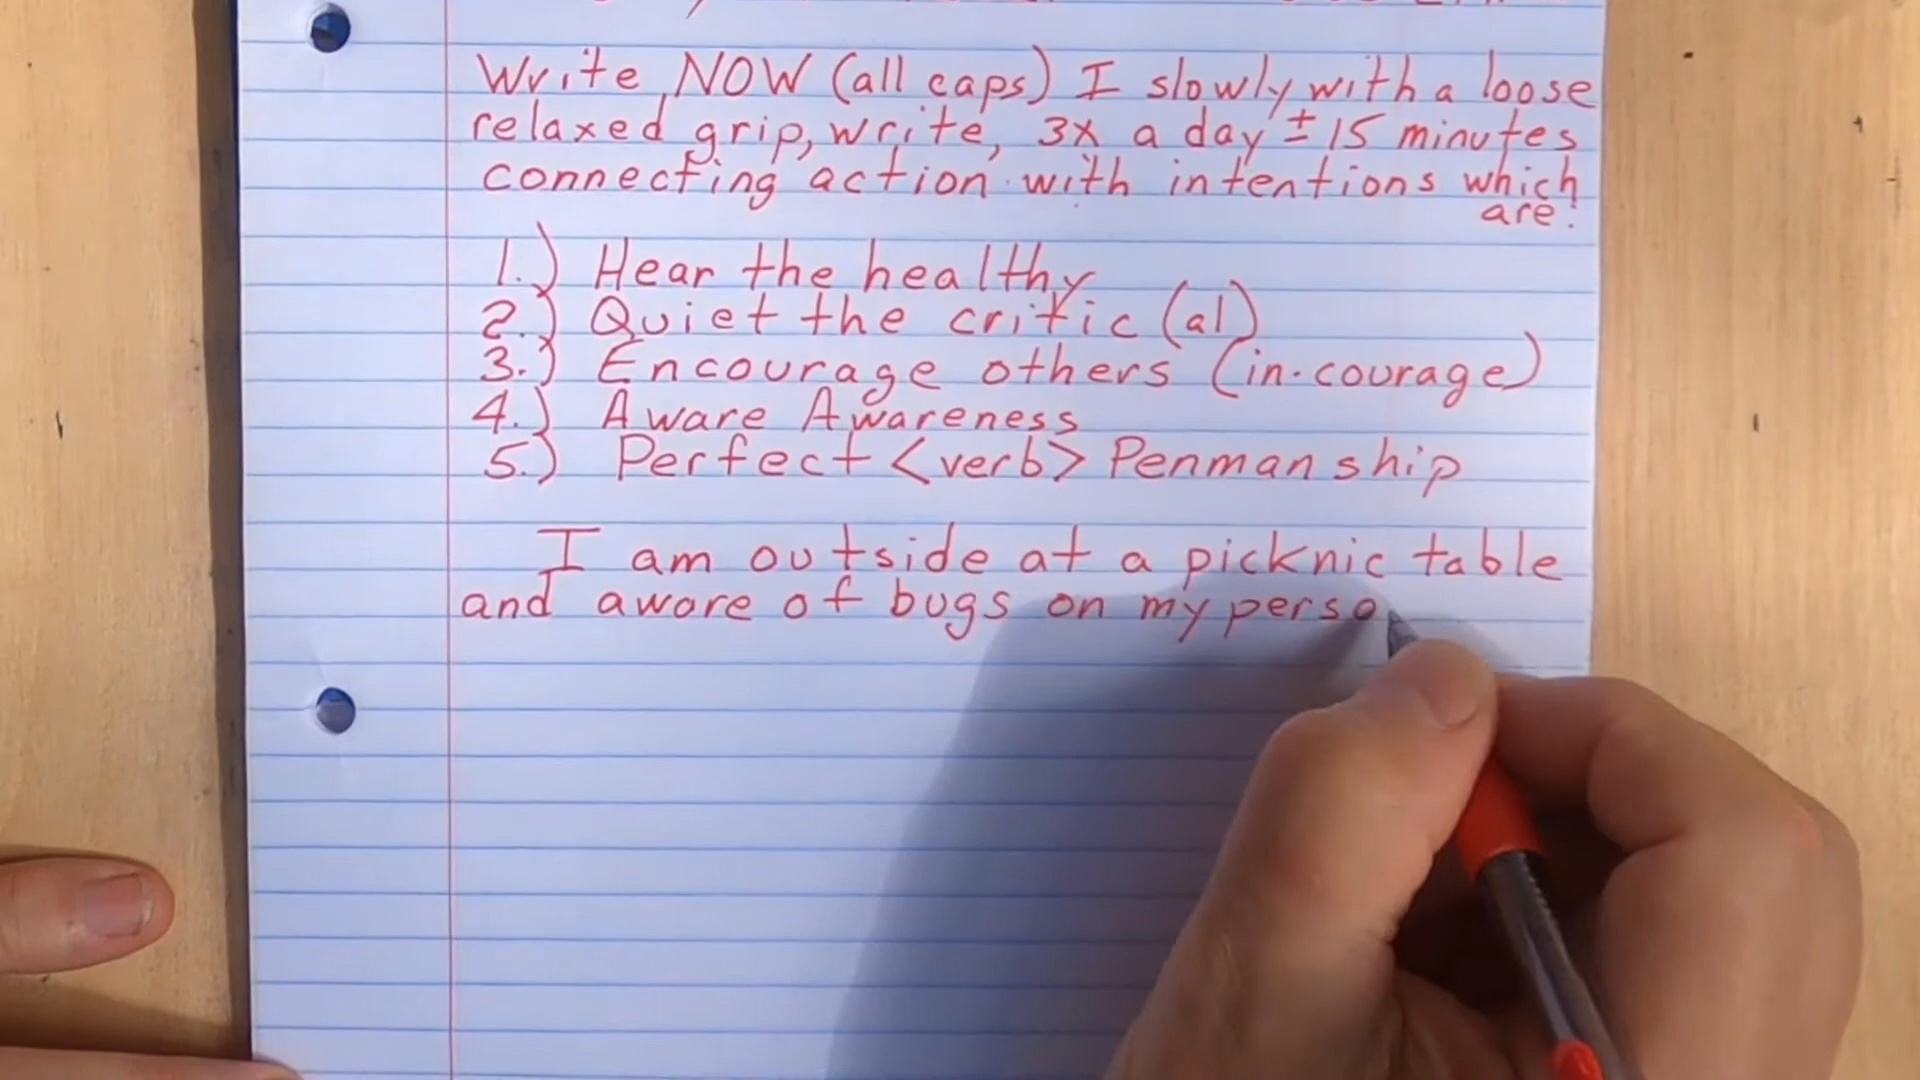 Write NOW (all caps) I slowly with a loose
relaxed grip, write, 3x a day ± 15 minutes
connecting action with intentions which
are:
1.) Hear the healthy
2.) Quiet the critic (al)
3.) Encourage others (in·courage)
4.) Aware Awareness
5.) Perfect <verb> Penmanship
I am outside at a picknic table
and aware of bugs on my perso